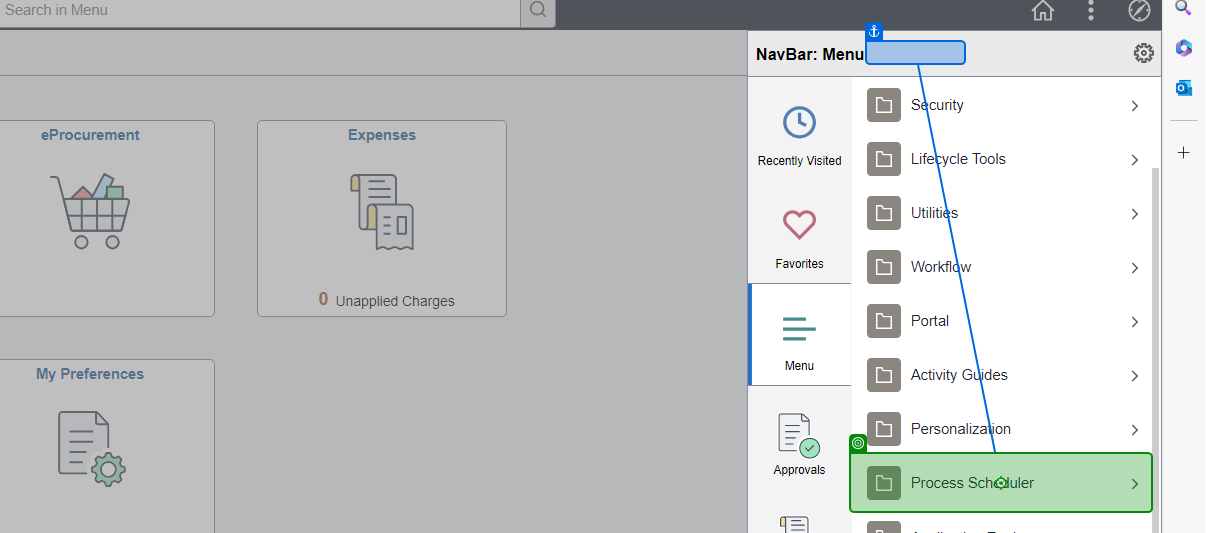 Search in Menu
NavBar: Menu
eProcurement
Expenses
0 Unapplied Charges
My Preferences
Recently Visited
Favorites
Menu
Approvals
Security
Lifecycle Tools
Utilities
Workflow
Portal
Activity Guides
Personalization
Process Scheduler